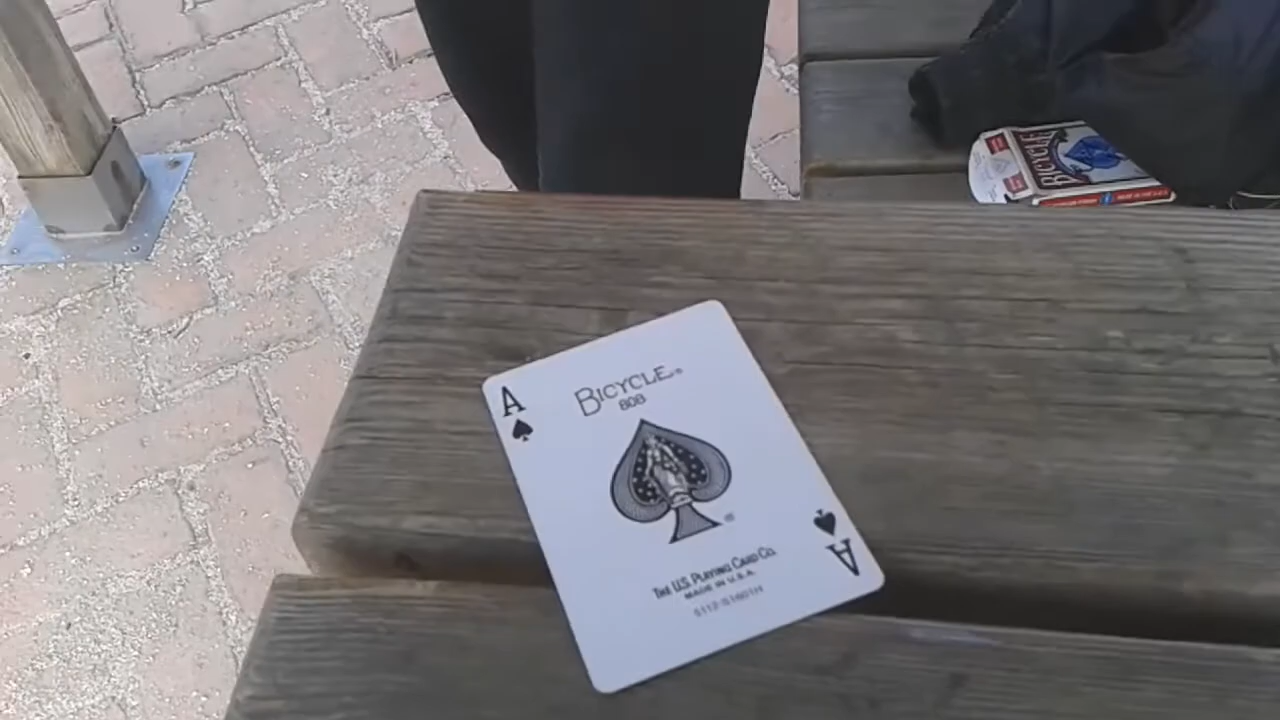 BICYCLE
A
BICYCLE®
808
THE U.S. PLAYING CARD CO.
MADE IN U.S.A.
A